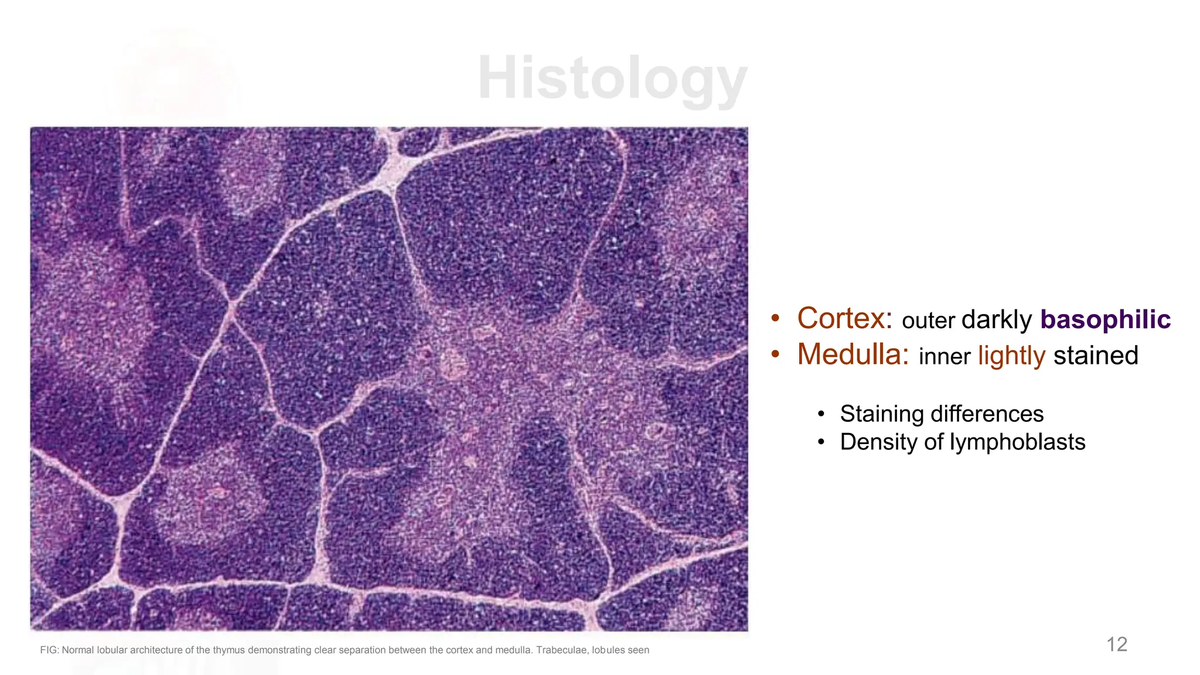 Histology
• Cortex: outer darkly basophilic
• Medulla: inner lightly stained
• Staining differences
• Density of lymphoblasts
FIG: Normal lobular architecture of the thymus demonstrating clear separation between the cortex and medulla. Trabeculae, lobules seen
12